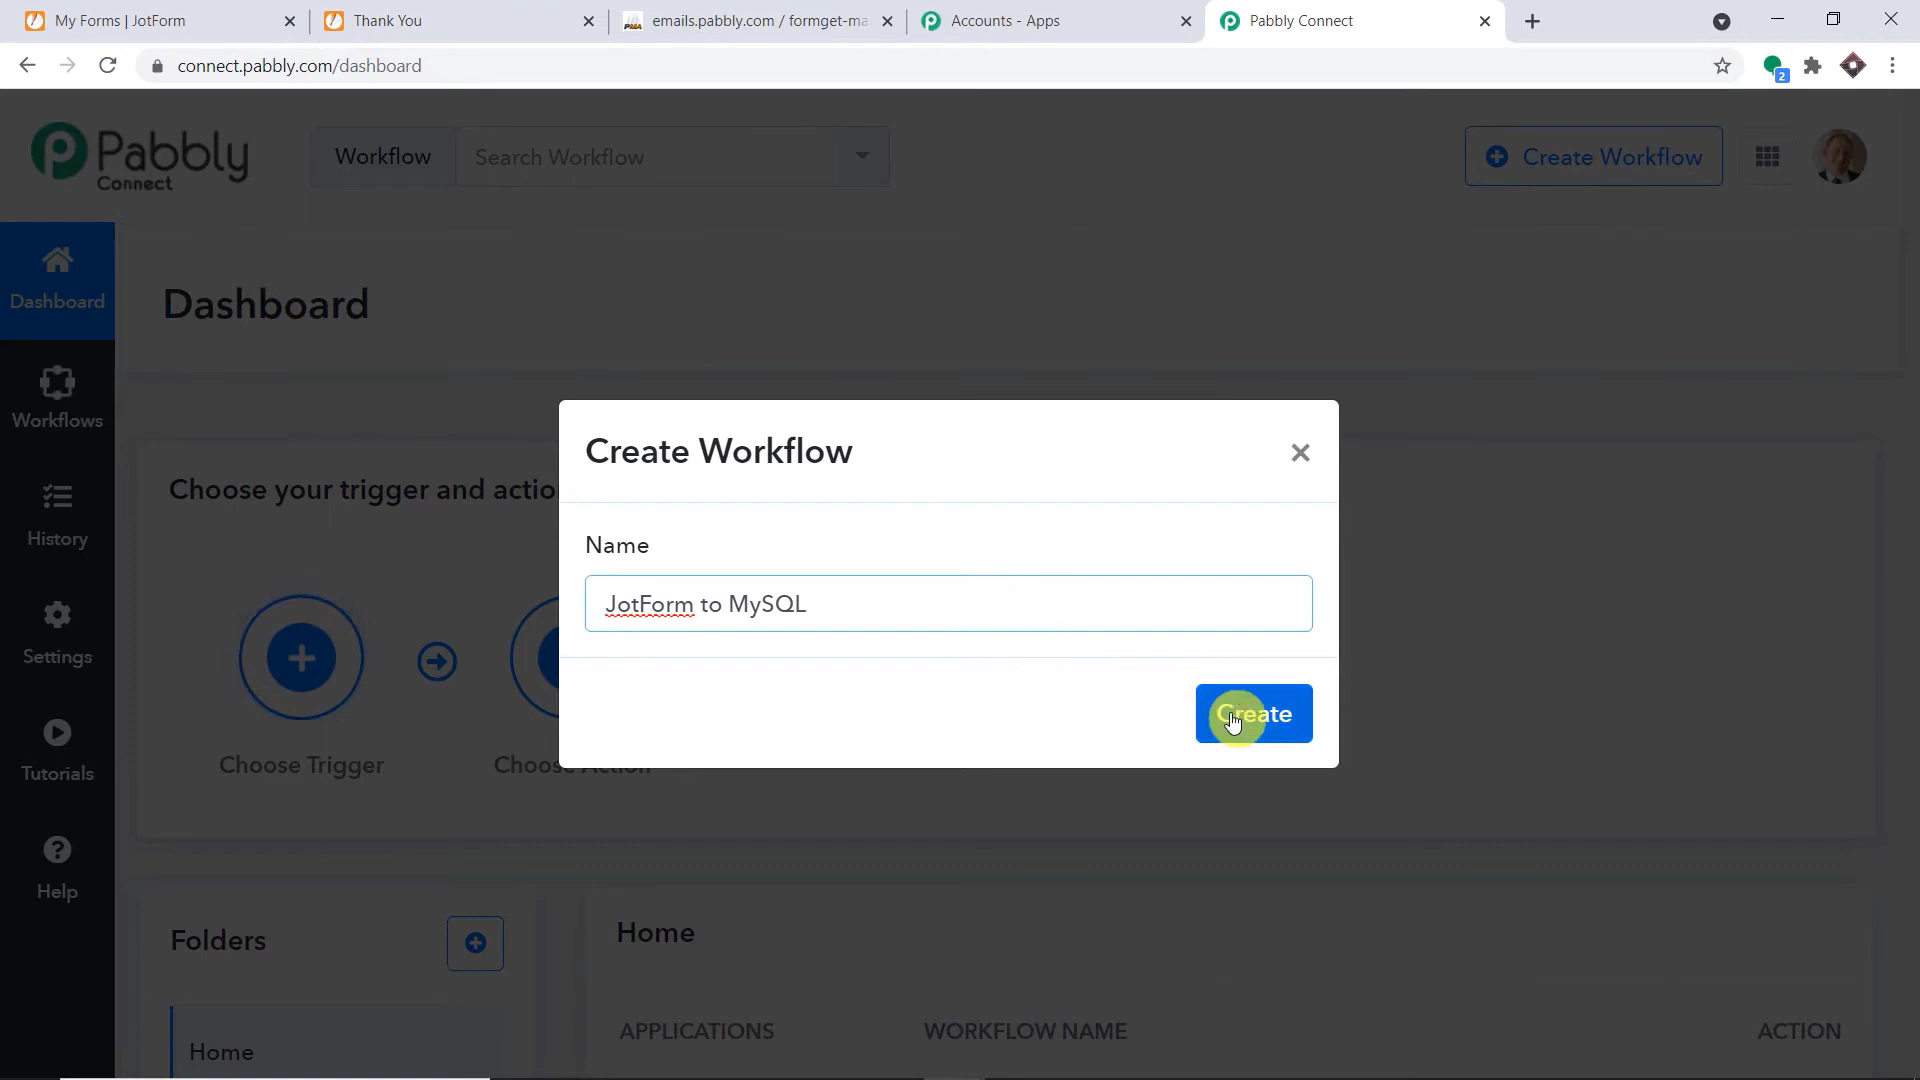 My Forms | JotForm
Thank You
emails.pabbly.com / formget-ma
Accounts - Apps
Pabbly Connect
connect.pabbly.com/dashboard
2
Pabbly
Connect
Workflow
Search Workflow
Create Workflow
Dashboard
Dashboard
Workflows
History
Settings
Tutorials
Help
Choose your trigger and actio
Choose Trigger
Choose Action
Create Workflow
Name
JotForm to MySQL
Create
Folders
Home
Home
APPLICATIONS
WORKFLOW NAME
ACTION